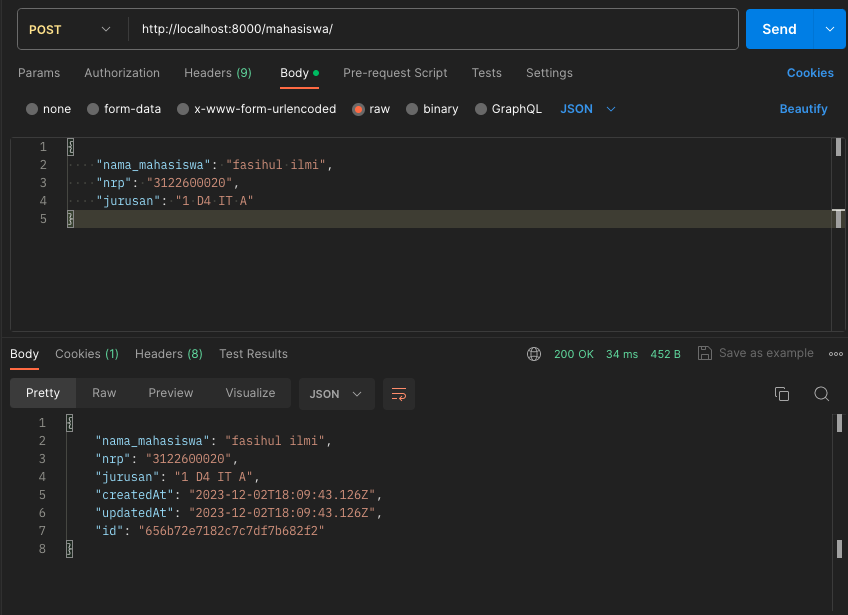 POST http://localhost:8000/mahasiswa/ Send
Params Authorization Headers (9) Body Pre-request Script Tests Settings Cookies
none form-data x-www-form-urlencoded raw binary GraphQL JSON Beautify
1 {
2 "nama_mahasiswa": "fasihul ilmi",
3 "nrp": "3122600020",
4 "jurusan": "1 D4 IT A"
5 }
Body Cookies (1) Headers (8) Test Results 200 OK 34 ms 452 B Save as example
Pretty Raw Preview Visualize JSON
1 {
2 "nama_mahasiswa": "fasihul ilmi",
3 "nrp": "3122600020",
4 "jurusan": "1 D4 IT A",
5 "createdAt": "2023-12-02T18:09:43.126Z",
6 "updatedAt": "2023-12-02T18:09:43.126Z",
7 "id": "656b72e7182c7c7df7b682f2"
8 }